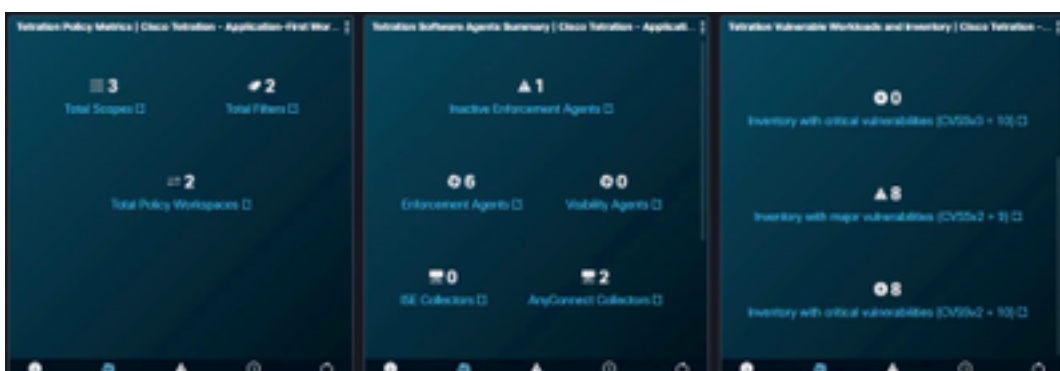 Tetration Policy Metrics | Cisco Tetration - Application-First Wor...
3
Total Scopes
2
Total Filters
2
Total Policy Workspaces
Tetration Software Agents Summary | Cisco Tetration - Applicati...
1
Inactive Enforcement Agents
6
Enforcement Agents
0
Visibility Agents
0
ISE Collectors
2
AnyConnect Collectors
Tetration Vulnerable Workloads and Inventory | Cisco Tetration -...
0
Inventory with critical vulnerabilities (CVSSv3 = 10)
8
Inventory with major vulnerabilities (CVSSv2 = 9)
8
Inventory with critical vulnerabilities (CVSSv2 = 10)